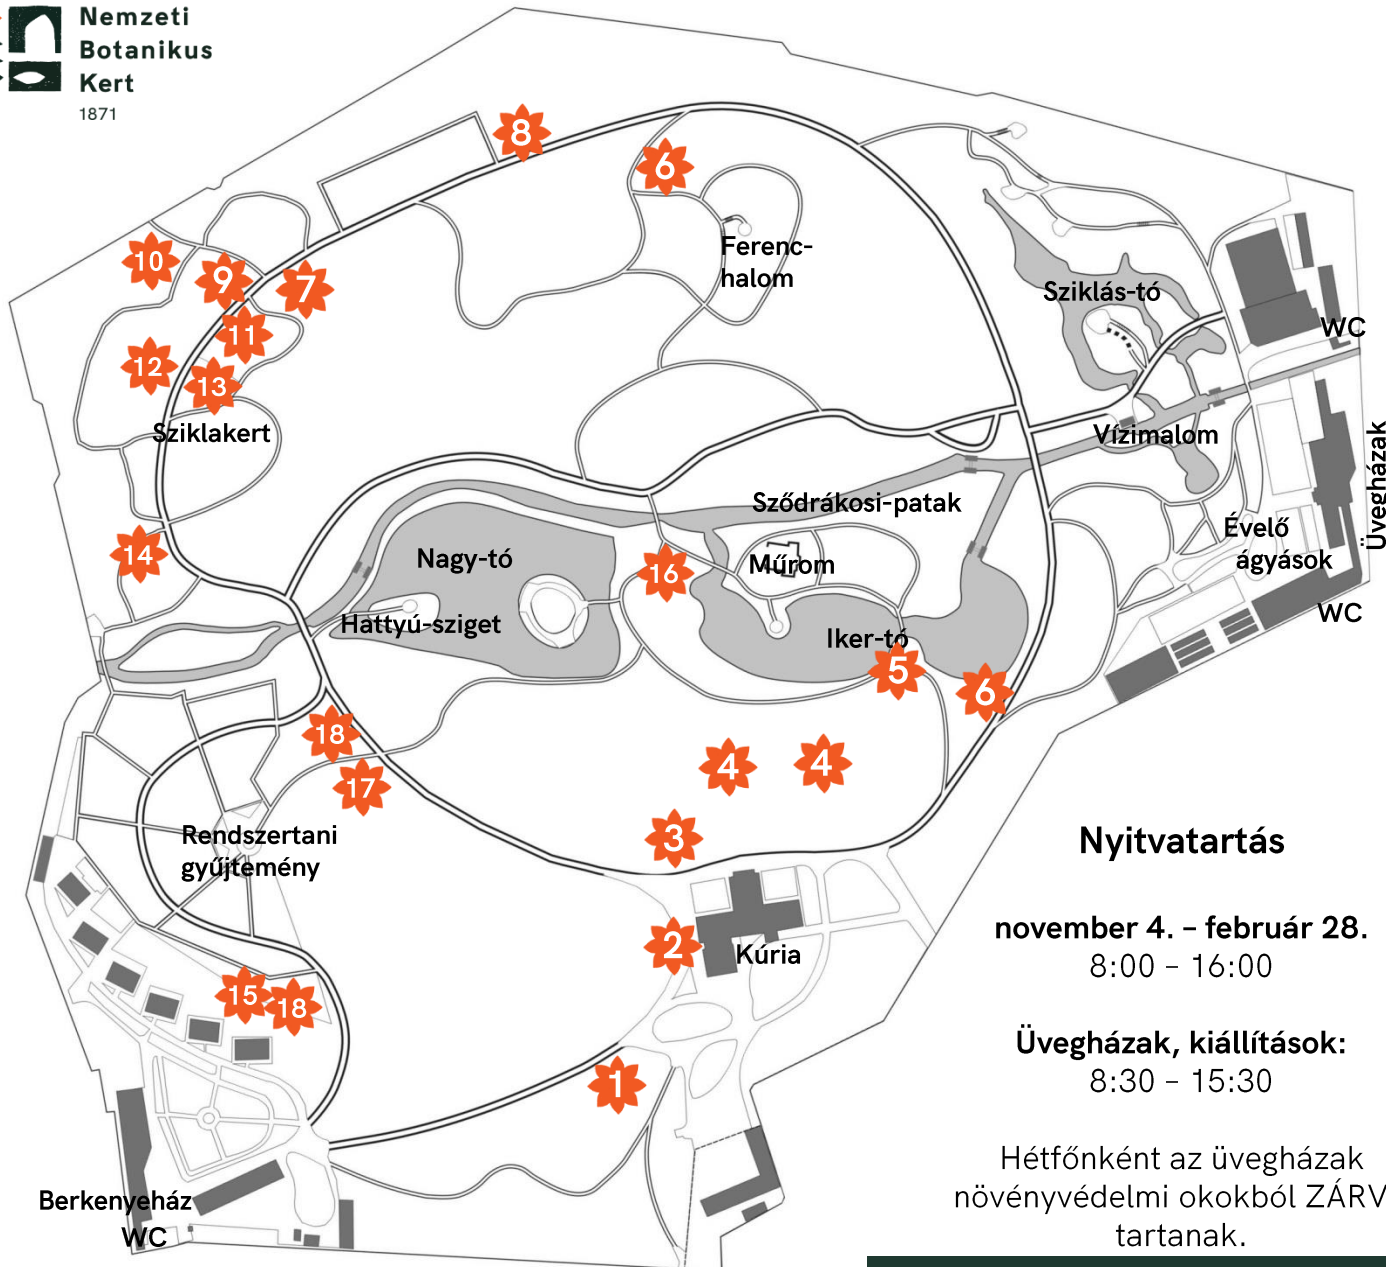 Nemzeti
Botanikus
Kert
1871
8
6
10
9
7
Ferenc-
halom
Sziklás-tó
11
WC
12
13
Sziklakert
Vízimalom
Üvegházak
Sződrákosi-patak
Évelő
ágyások
14
Nagy-tó
16
Műrom
WC
Hattyú-sziget
Iker-tó
5
6
18
17
4
4
3
Rendszertani
gyűjtemény
2
Kúria
15
18
1
Berkenyeház
WC
Nyitvatartás
november 4. – február 28.
8:00 – 16:00
Üvegházak, kiállítások:
8:30 – 15:30
Hétfőnként az üvegházak
növényvédelmi okokból ZÁRV
tartanak.